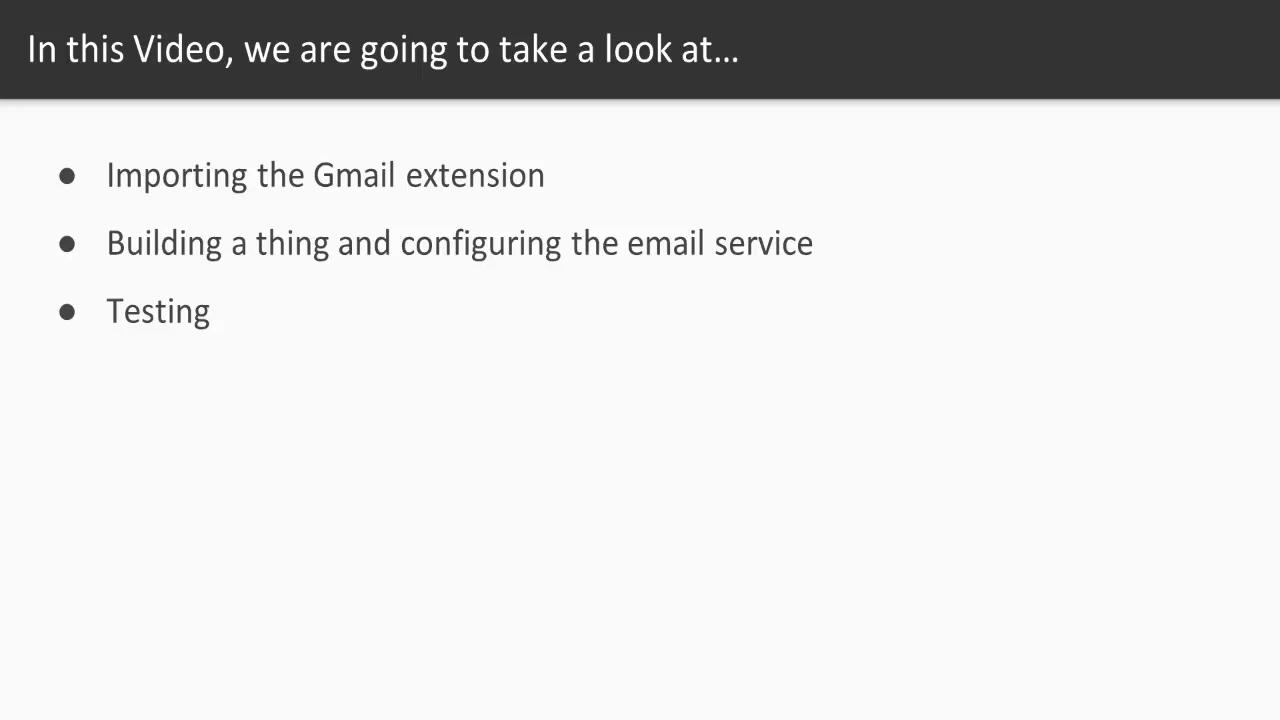 In this Video, we are going to take a look at...
● Importing the Gmail extension
● Building a thing and configuring the email service
● Testing